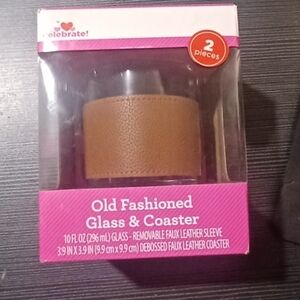 celebrate!
2
pieces
Old Fashioned
Glass & Coaster
10 FL OZ (296 mL) GLASS - REMOVABLE FAUX LEATHER SLEEVE
3.9 IN X 3.9 IN (9.9 cm x 9.9 cm) DEBOSSED FAUX LEATHER COASTER